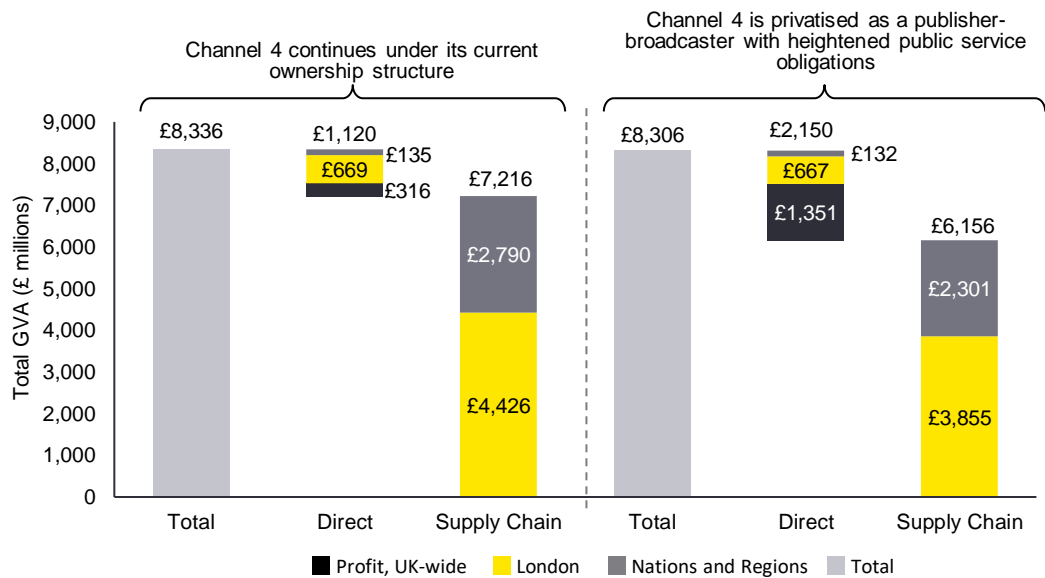 Channel 4 continues under its current
ownership structure
Channel 4 is privatised as a publisher-
broadcaster with heightened public service
obligations
Total GVA (£ millions)
9,000
8,000
7,000
6,000
5,000
4,000
3,000
2,000
1,000
0
£8,336
£1,120
£135
£669
£316
£7,216
£2,790
£4,426
£8,306
£2,150
£132
£667
£1,351
£6,156
£2,301
£3,855
Total
Direct
Supply Chain
Total
Direct
Supply Chain
Profit, UK-wide
London
Nations and Regions
Total